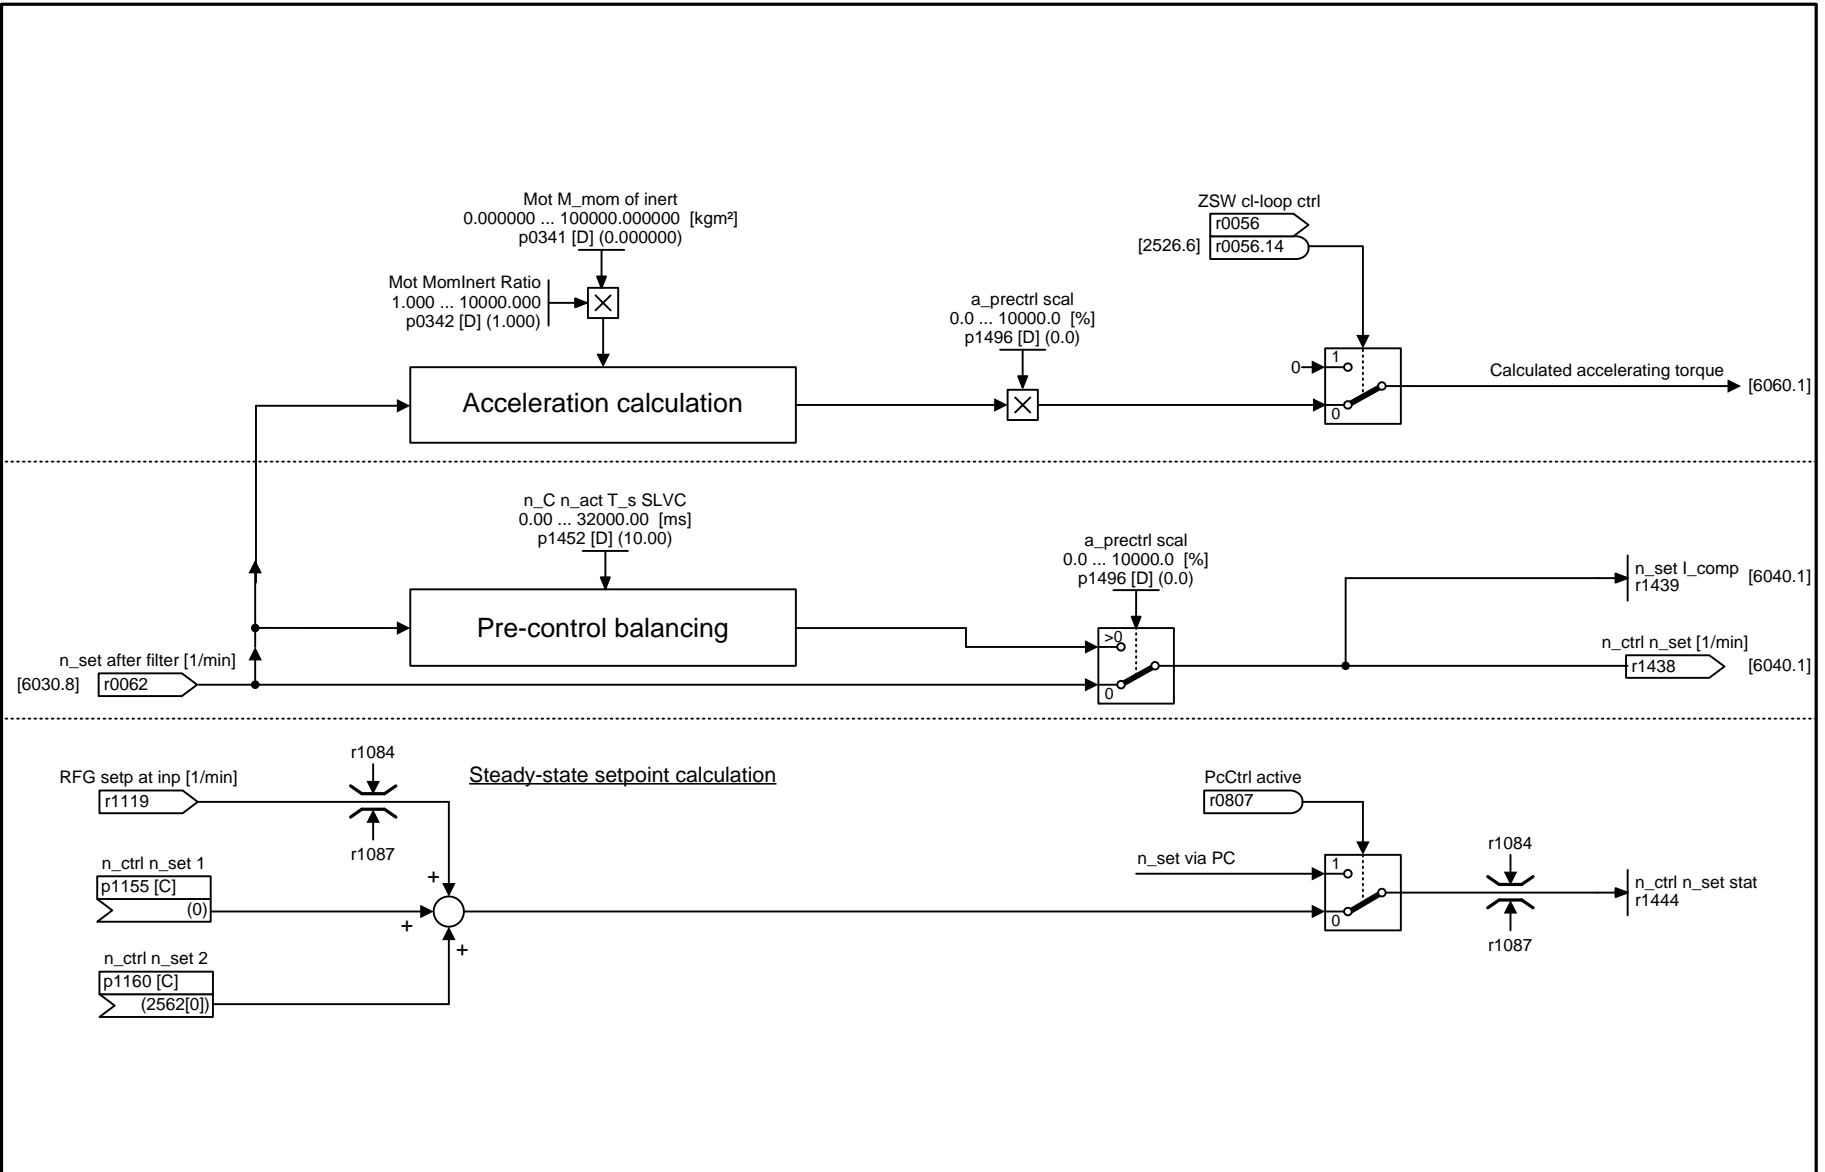 Mot M_mom of inert
0.000000 ... 100000.000000 [kgm²]
p0341 [D] (0.000000)
Mot MomInert Ratio
1.000 ... 10000.000
p0342 [D] (1.000)
ZSW cl-loop ctrl
r0056
[2526.6] r0056.14
a_prectrl scal
0.0 ... 10000.0 [%]
p1496 [D] (0.0)
Acceleration calculation
0
1
0
Calculated accelerating torque
[6060.1]
n_C n_act T_s SLVC
0.00 ... 32000.00 [ms]
p1452 [D] (10.00)
Pre-control balancing
a_prectrl scal
0.0 ... 10000.0 [%]
p1496 [D] (0.0)
>0
0
n_set I_comp
r1439
[6040.1]
n_ctrl n_set [1/min]
r1438
[6040.1]
n_set after filter [1/min]
[6030.8] r0062
Steady-state setpoint calculation
RFG setp at inp [1/min]
r1119
r1084
r1087
n_ctrl n_set 1
p1155 [C]
(0)
n_ctrl n_set 2
p1160 [C]
(2562[0])
+
+
+
PcCtrl active
r0807
n_set via PC
1
0
r1084
r1087
n_ctrl n_set stat
r1444